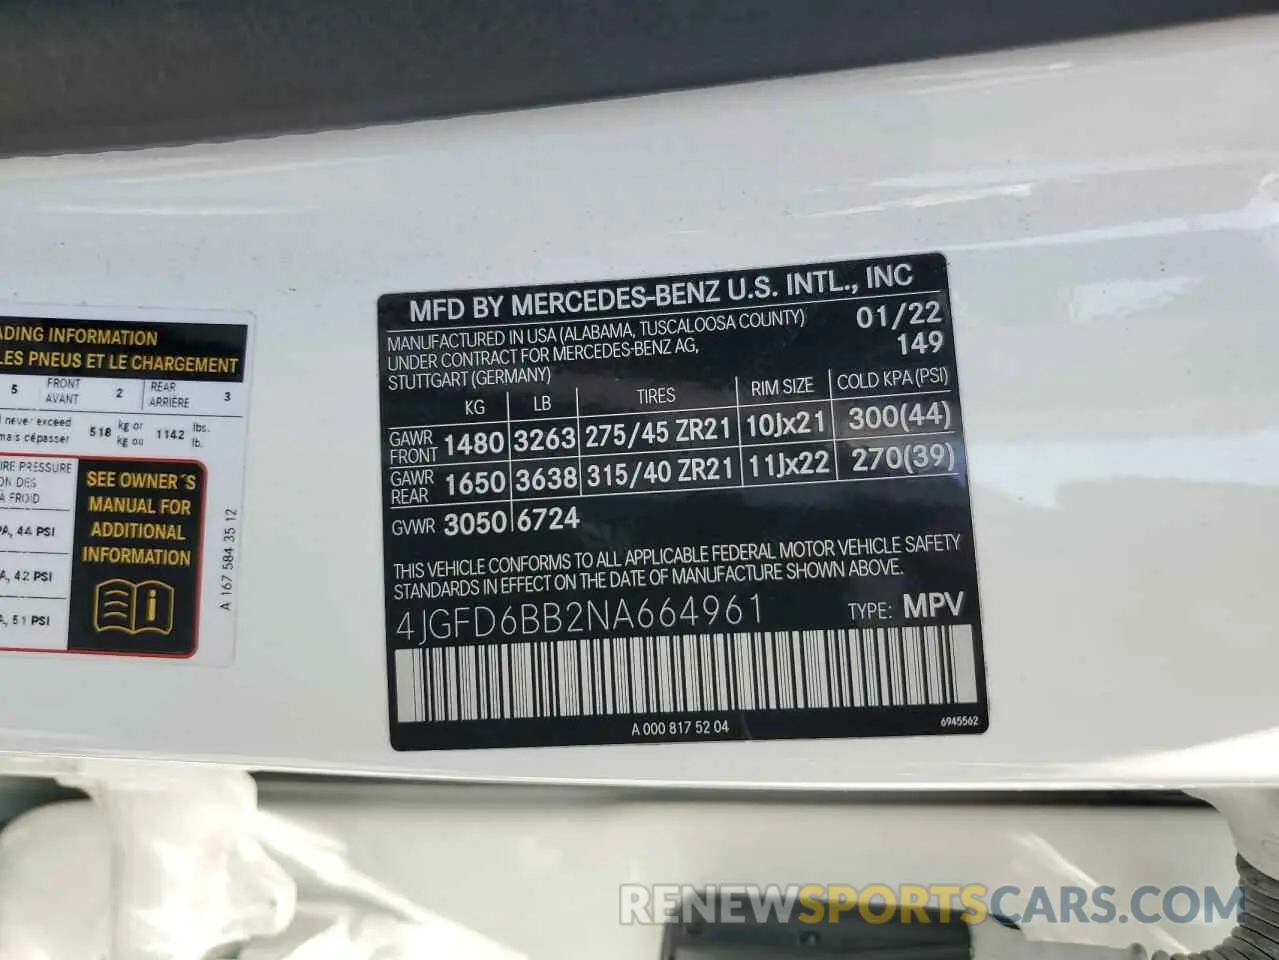 ADING INFORMATION
LES PNEUS ET LE CHARGEMENT
5 FRONT AVANT 2 REAR ARRIÈRE 3
never exceed
mais dépasser
518 kg or kg ou 1142 lbs. lb.
IRE PRESSURE
ON DES
À FROID
PA, 44 PSI
A, 42 PSI
A, 51 PSI
SEE OWNER´S
MANUAL FOR
ADDITIONAL
INFORMATION
A 167 584 35 12
MFD BY MERCEDES-BENZ U.S. INTL., INC
MANUFACTURED IN USA (ALABAMA, TUSCALOOSA COUNTY) 01/22
UNDER CONTRACT FOR MERCEDES-BENZ AG, 149
STUTTGART (GERMANY)
KG LB TIRES RIM SIZE COLD KPA (PSI)
GAWR FRONT 1480 3263 275/45 ZR21 10Jx21 300(44)
GAWR REAR 1650 3638 315/40 ZR21 11Jx22 270(39)
GVWR 3050 6724
THIS VEHICLE CONFORMS TO ALL APPLICABLE FEDERAL MOTOR VEHICLE SAFETY
STANDARDS IN EFFECT ON THE DATE OF MANUFACTURE SHOWN ABOVE.
4JGFD6BB2NA664961 TYPE: MPV
A 000 817 52 04 6945562
RENEWSPORTSCARS.COM